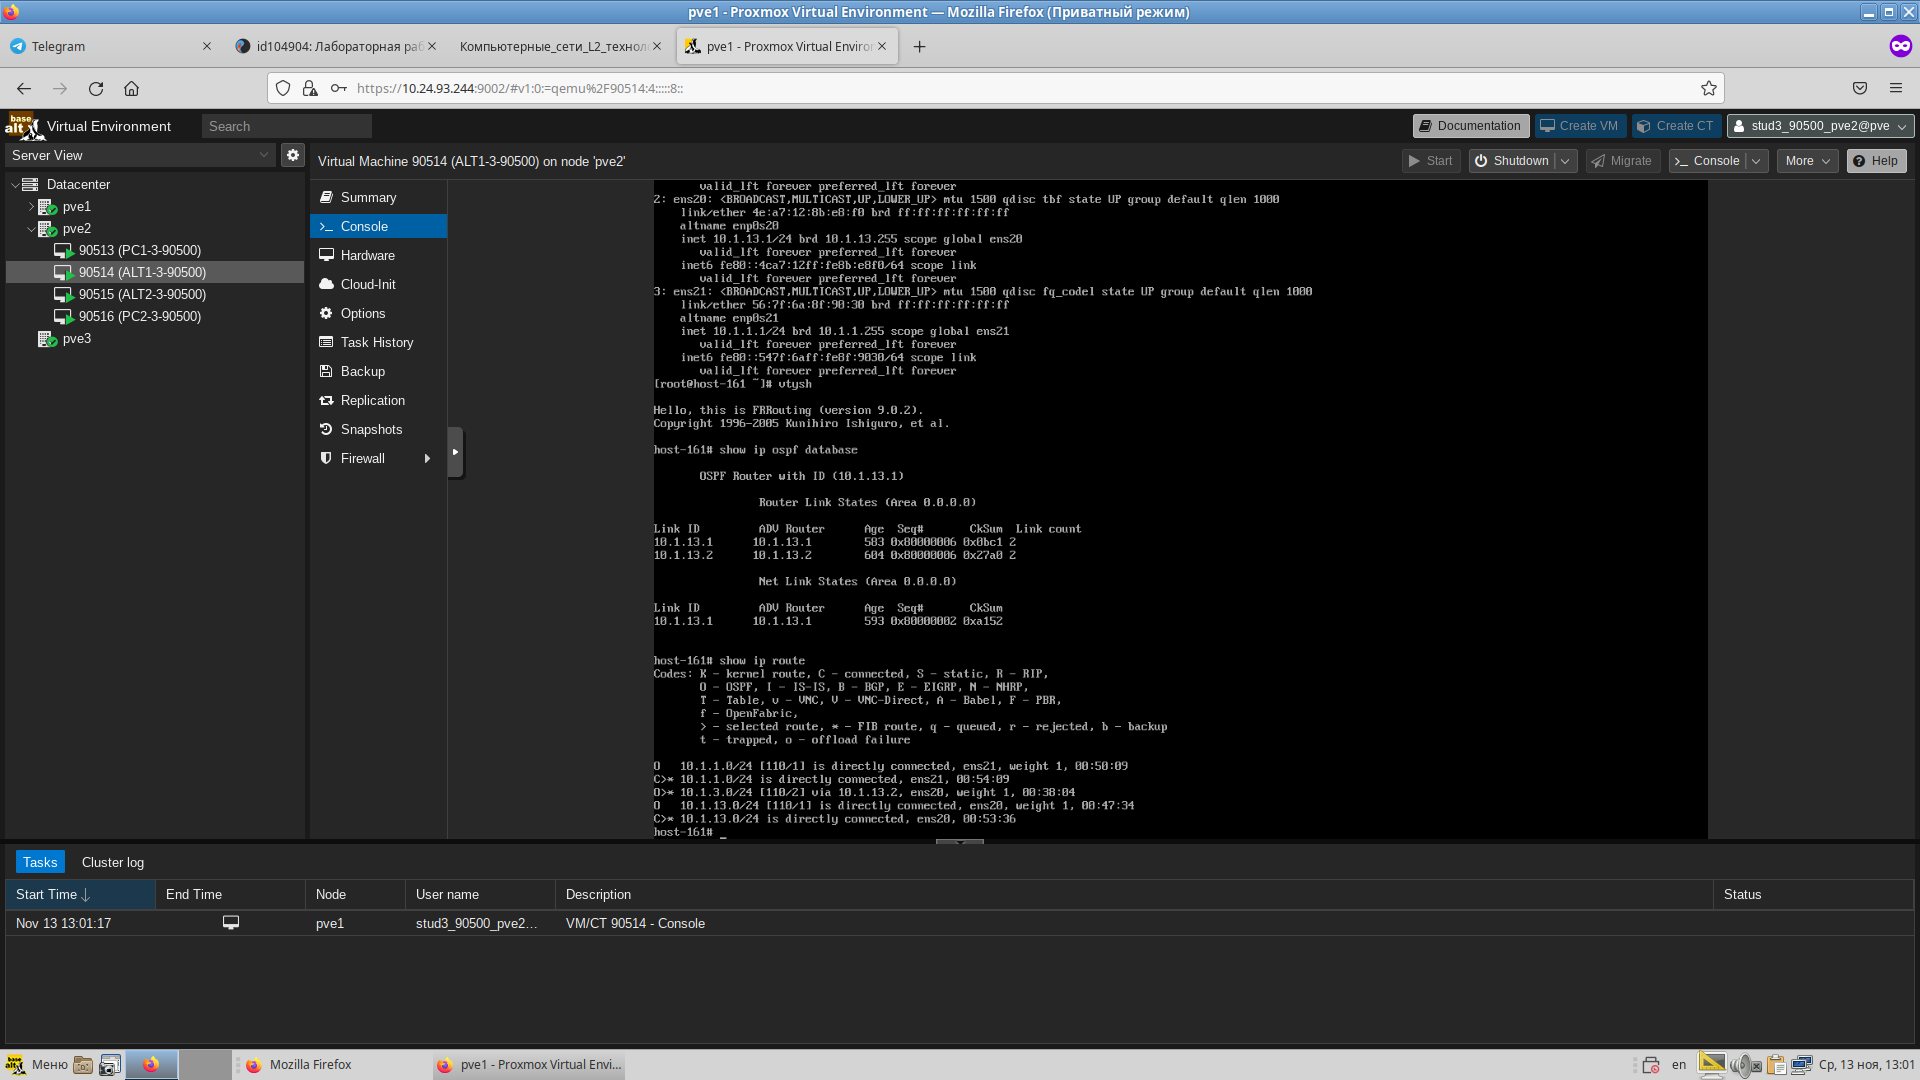 pve1 - Proxmox Virtual Environment — Mozilla Firefox (Приватный режим)
Telegram
id104904: Лабораторная раб
Компьютерные_сети_L2_технол
pve1 - Proxmox Virtual Enviror
https://10.24.93.244:9002/#v1:0:=qemu%2F90514:4:::::8::
base alt Virtual Environment
Search
Documentation
Create VM
Create CT
stud3_90500_pve2@pve
Server View
Virtual Machine 90514 (ALT1-3-90500) on node 'pve2'
Start
Shutdown
Migrate
Console
More
Help
Datacenter
pve1
pve2
90513 (PC1-3-90500)
90514 (ALT1-3-90500)
90515 (ALT2-3-90500)
90516 (PC2-3-90500)
pve3
Summary
Console
Hardware
Cloud-Init
Options
Task History
Backup
Replication
Snapshots
Firewall
valid_lft forever preferred_lft forever
2: ens20: <BROADCAST,MULTICAST,UP,LOWER_UP> mtu 1500 qdisc tbf state UP group default qlen 1000
link/ether 4e:a7:12:8b:e8:f0 brd ff:ff:ff:ff:ff:ff
altname enp0s20
inet 10.1.13.1/24 brd 10.1.13.255 scope global ens20
valid_lft forever preferred_lft forever
inet6 fe80::4ca7:12ff:fe8b:e8f0/64 scope link
valid_lft forever preferred_lft forever
3: ens21: <BROADCAST,MULTICAST,UP,LOWER_UP> mtu 1500 qdisc fq_codel state UP group default qlen 1000
link/ether 56:7f:6a:8f:90:30 brd ff:ff:ff:ff:ff:ff
altname enp0s21
inet 10.1.1.1/24 brd 10.1.1.255 scope global ens21
valid_lft forever preferred_lft forever
inet6 fe80::547f:6aff:fe8f:9030/64 scope link
valid_lft forever preferred_lft forever
[root@host-161 ~]# vtysh
Hello, this is FRRouting (version 9.0.2).
Copyright 1996-2005 Kunihiro Ishiguro, et al.
host-161# show ip ospf database
OSPF Router with ID (10.1.13.1)
Router Link States (Area 0.0.0.0)
Link ID ADV Router Age Seq# CkSum Link count
10.1.13.1 10.1.13.1 583 0x80000006 0x0bc1 2
10.1.13.2 10.1.13.2 604 0x80000006 0x27a0 2
Net Link States (Area 0.0.0.0)
Link ID ADV Router Age Seq# CkSum
10.1.13.1 10.1.13.1 593 0x80000002 0xa152
host-161# show ip route
Codes: K - kernel route, C - connected, S - static, R - RIP,
O - OSPF, I - IS-IS, B - BGP, E - EIGRP, N - NHRP,
T - Table, v - VNC, V - VNC-Direct, A - Babel, F - PBR,
f - OpenFabric,
> - selected route, * - FIB route, q - queued, r - rejected, b - backup
t - trapped, o - offload failure
O 10.1.1.0/24 [110/1] is directly connected, ens21, weight 1, 00:50:09
C>* 10.1.1.0/24 is directly connected, ens21, 00:54:09
O>* 10.1.3.0/24 [110/2] via 10.1.13.2, ens20, weight 1, 00:38:04
O 10.1.13.0/24 [110/1] is directly connected, ens20, weight 1, 00:47:34
C>* 10.1.13.0/24 is directly connected, ens20, 00:53:36
host-161# _
Tasks
Cluster log
Start Time
End Time
Node
User name
Description
Status
Nov 13 13:01:17
pve1
stud3_90500_pve2...
VM/CT 90514 - Console
Меню
Mozilla Firefox
pve1 - Proxmox Virtual Envi...
en
Ср, 13 ноя, 13:01